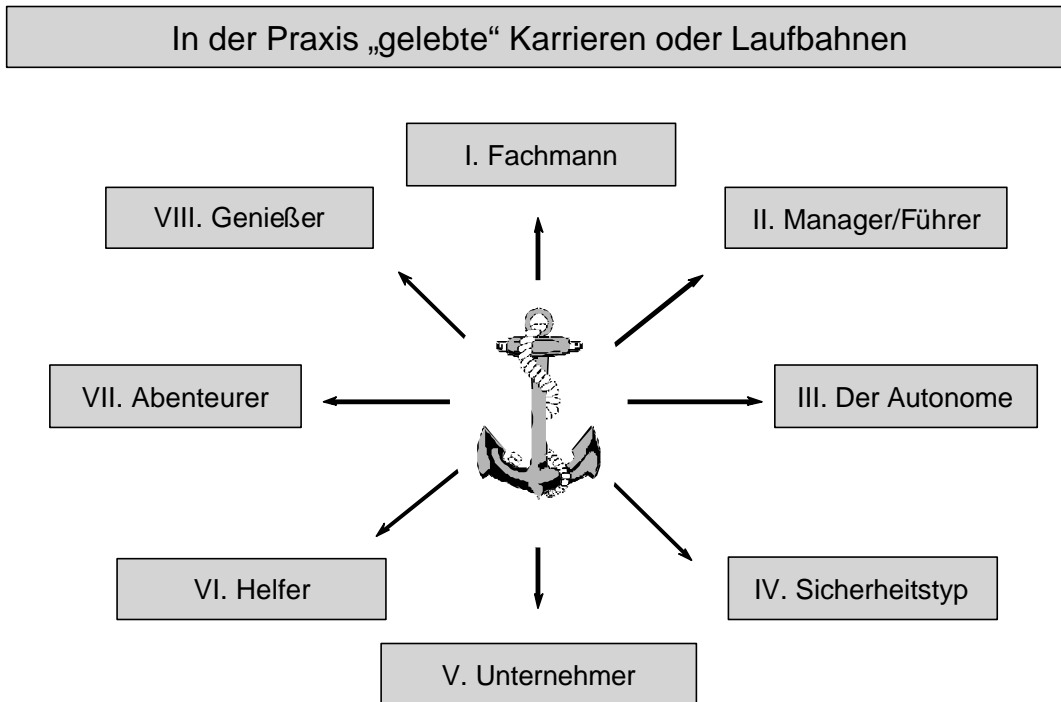 In der Praxis „gelebte“ Karrieren oder Laufbahnen
I. Fachmann
II. Manager/Führer
III. Der Autonome
IV. Sicherheitstyp
V. Unternehmer
VI. Helfer
VII. Abenteurer
VIII. Genießer